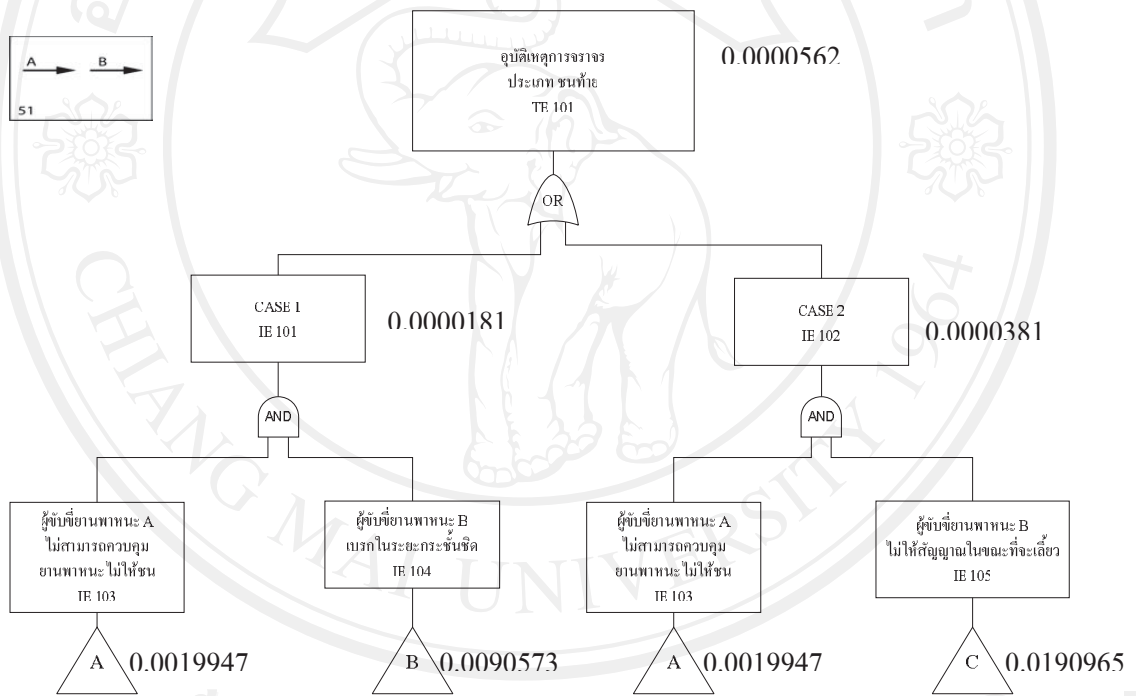 A B
51
อุบัติเหตุการจราจร
ประเภท ชนท้าย
TE 101
0.0000562
OR
CASE 1
IE 101
0.0000181
CASE 2
IE 102
0.0000381
AND
AND
ผู้ขับขี่ยานพาหนะ A
ไม่สามารถควบคุม
ยานพาหนะ ไม่ให้ชน
IE 103
ผู้ขับขี่ยานพาหนะ B
เบรกในระยะกระชั้นชิด
IE 104
ผู้ขับขี่ยานพาหนะ A
ไม่สามารถควบคุม
ยานพาหนะ ไม่ให้ชน
IE 103
ผู้ขับขี่ยานพาหนะ B
ไม่ให้สัญญาณในขณะที่จะเลี้ยว
IE 105
A 0.0019947
B 0.0090573
A 0.0019947
C 0.0190965
CHIANG MAI UNIVERSITY 1964